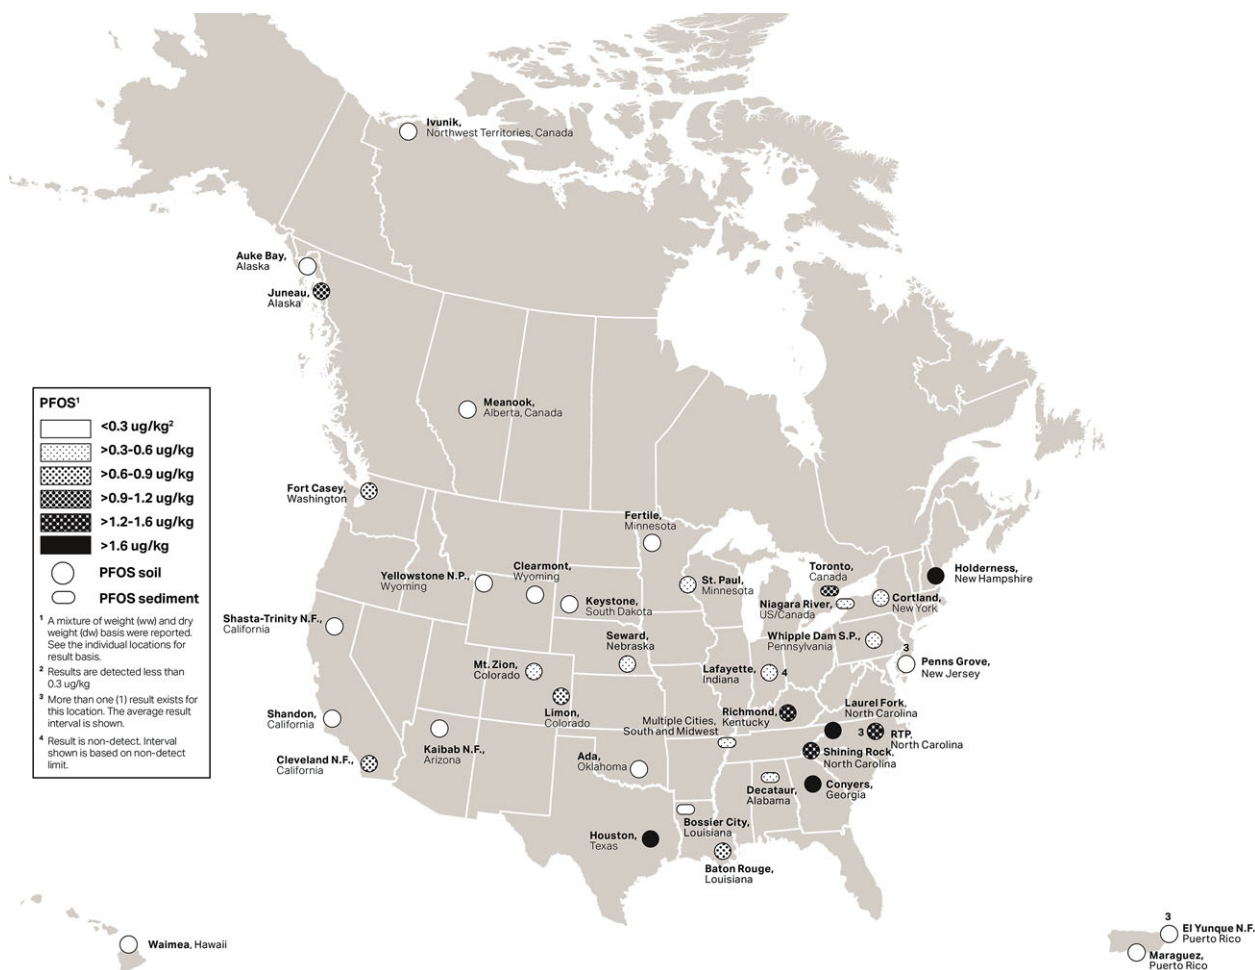 Ivunik,
Northwest Territories, Canada
Auke Bay,
Alaska
Juneau,
Alaska
Meanook,
Alberta, Canada
PFOS¹
<0.3 ug/kg²
>0.3-0.6 ug/kg
>0.6-0.9 ug/kg
>0.9-1.2 ug/kg
>1.2-1.6 ug/kg
>1.6 ug/kg
PFOS soil
PFOS sediment
¹ A mixture of weight (ww) and dry
weight (dw) basis were reported.
See the individual locations for
result basis.
² Results are detected less than
0.3 ug/kg
³ More than one (1) result exists for
this location. The average result
interval is shown.
⁴ Result is non-detect. Interval
shown is based on non-detect
limit.
Fort Casey,
Washington
Fertile,
Minnesota
Yellowstone N.P.,
Wyoming
Clearmont,
Wyoming
Keystone,
South Dakota
St. Paul,
Minnesota
Toronto,
Canada
Niagara River,
US/Canada
Holderness,
New Hampshire
Cortland,
New York
Shasta-Trinity N.F.,
California
Whipple Dam S.P.,
Pennsylvania
Seward,
Nebraska
3
Penns Grove,
New Jersey
Mt. Zion,
Colorado
Lafayette,
Indiana
4
Limon,
Colorado
Shandon,
California
Kaibab N.F.,
Arizona
Multiple Cities,
South and Midwest
Richmond,
Kentucky
Laurel Fork,
North Carolina
3
RTP,
North Carolina
Cleveland N.F.,
California
Ada,
Oklahoma
Shining Rock,
North Carolina
Decataur,
Alabama
Conyers,
Georgia
Bossier City,
Louisiana
Houston,
Texas
Baton Rouge,
Louisiana
Waimea, Hawaii
3
El Yunque N.F.
Puerto Rico
Maraguez,
Puerto Rico